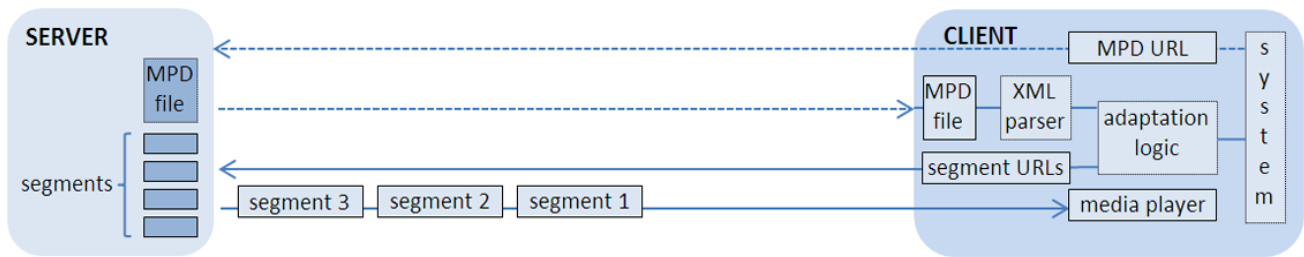 SERVER
MPD
file
segments
CLIENT
MPD URL
MPD
file
XML
parser
adaptation
logic
segment URLs
segment 3
segment 2
segment 1
media player
s
y
s
t
e
m